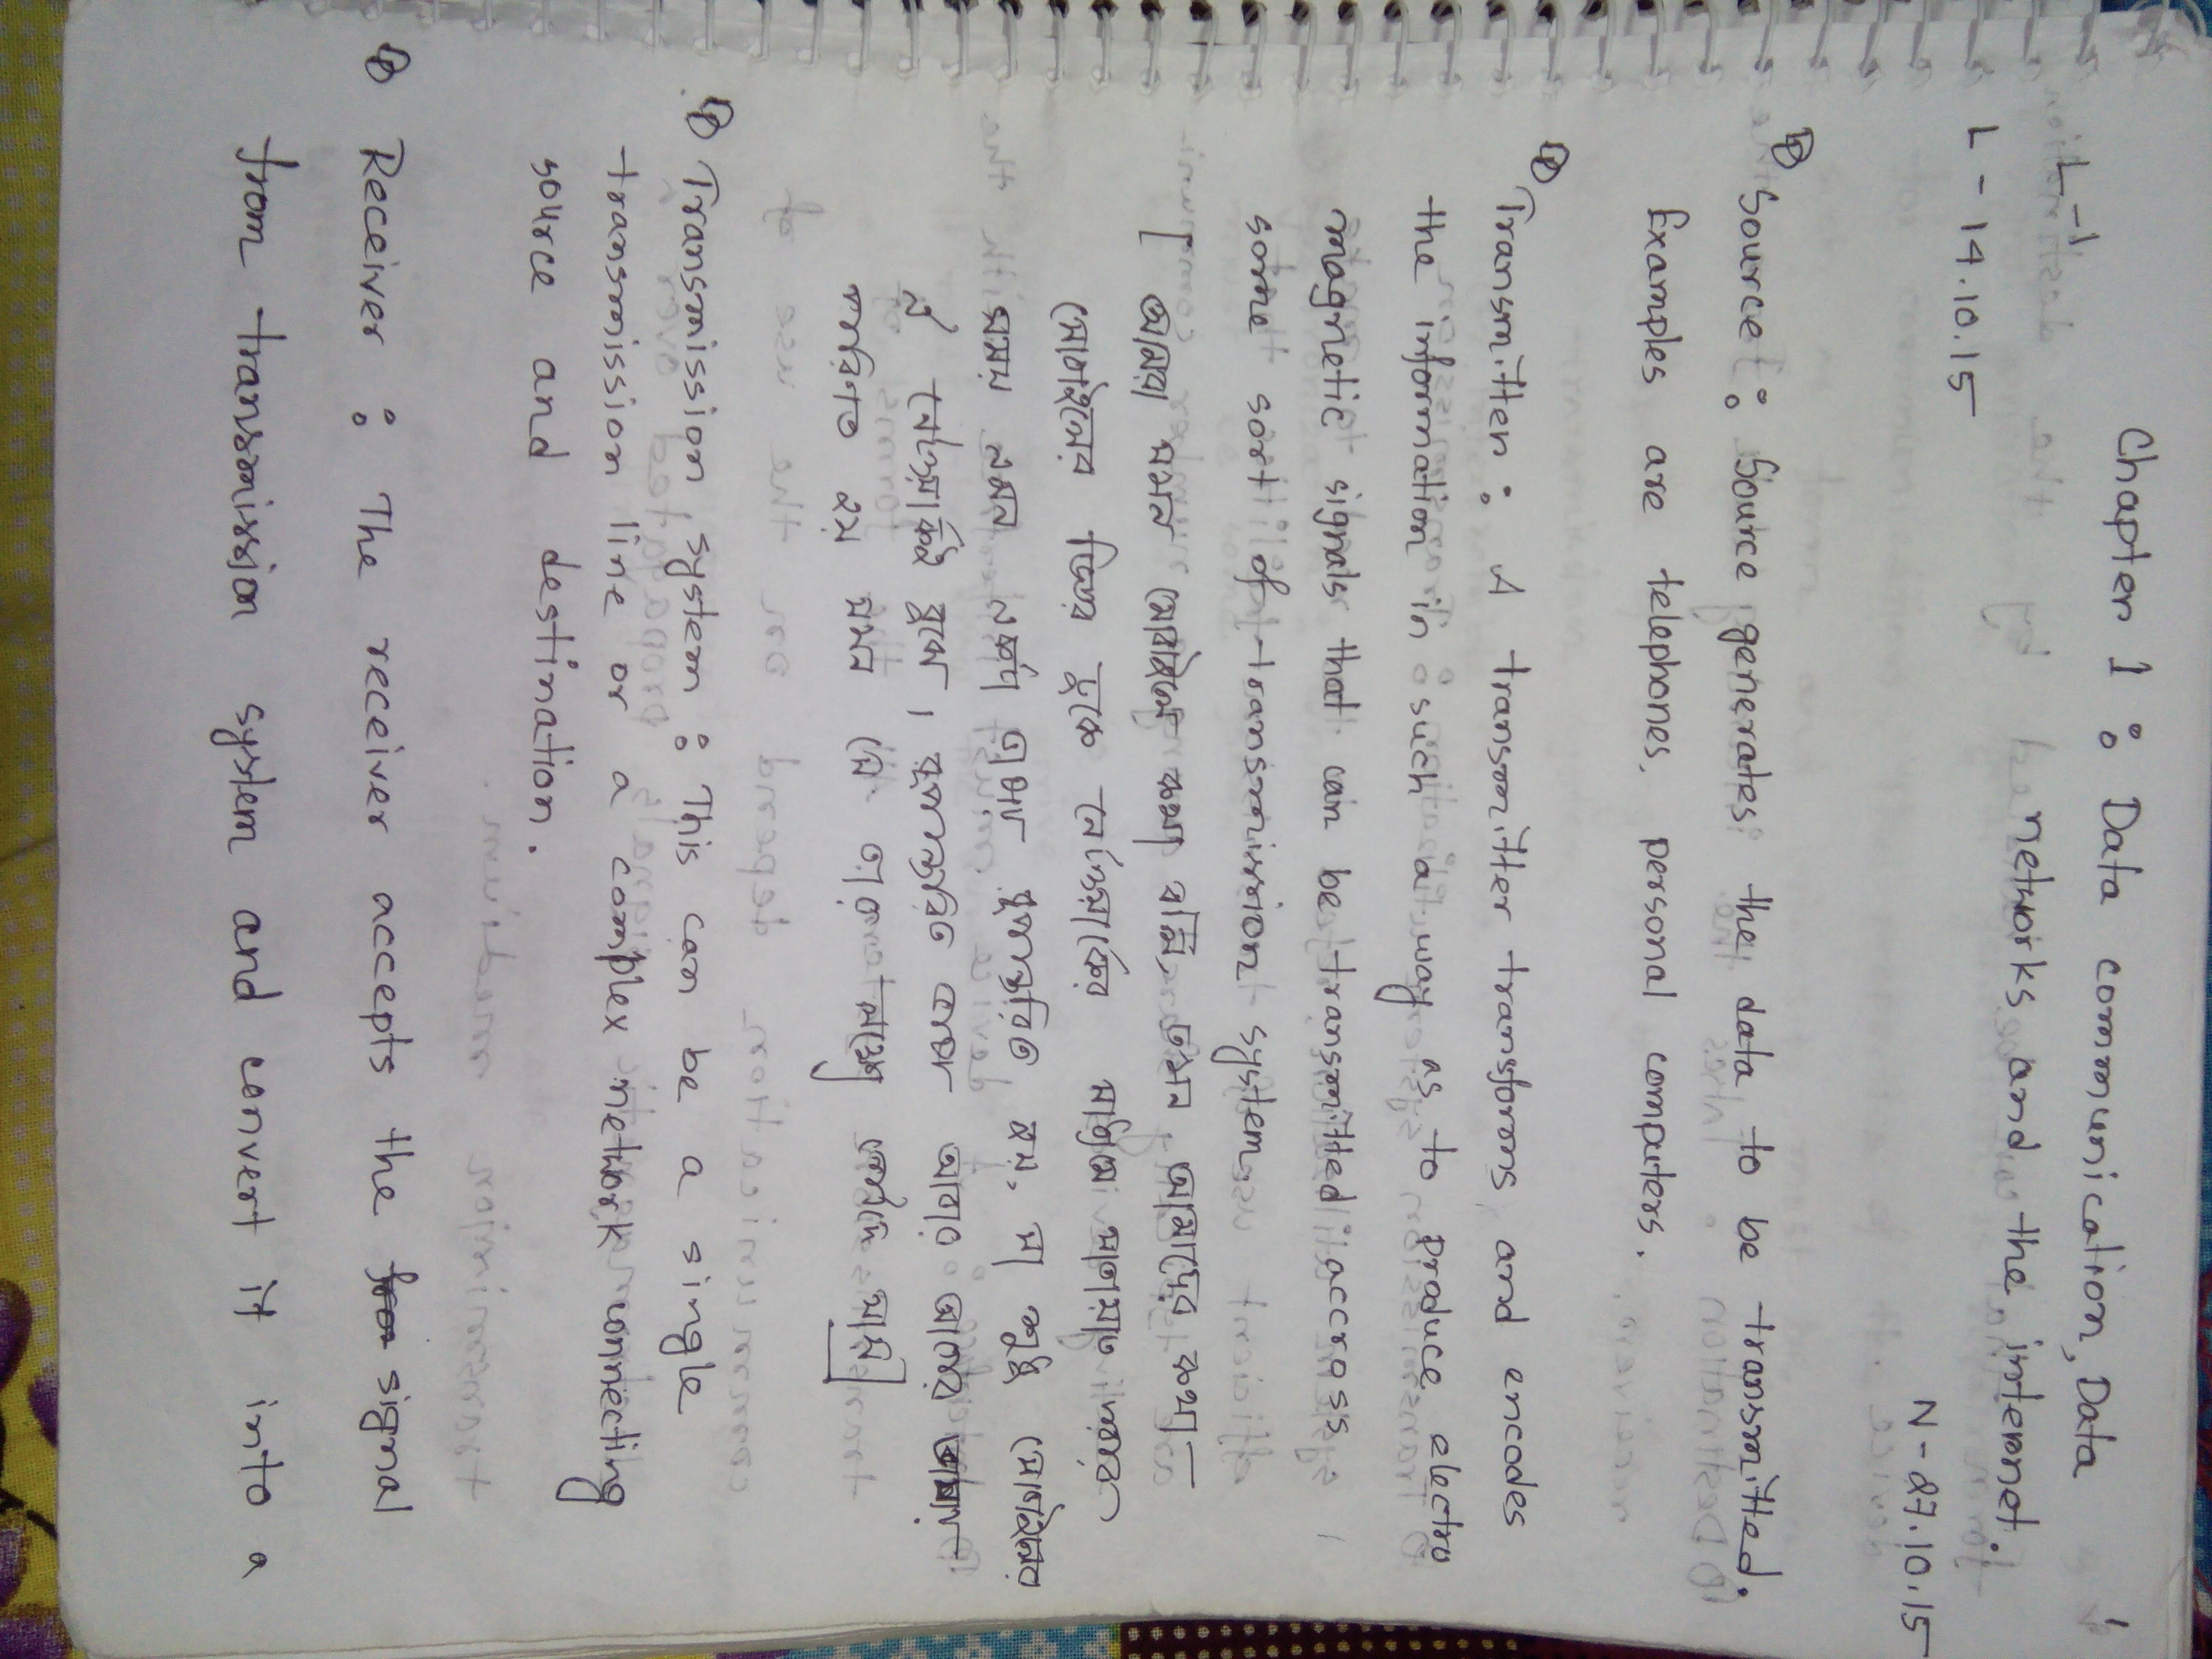 1
Chapter 1 : Data communication, Data
L-1
networks and the internet.
L - 14.10.15
N - 27.10.15
Source : Source generates the data to be transmitted.
Examples are telephones, personal computers.
Transmitter : A transmitter transforms and encodes
the information in such a way as to produce electro
magnetic signals that can be transmitted accross
some sort of transmission system.
[ আমরা যখন মোবাইলে কথা বলি, তখন আমাদের কথা
মোবাইলের ভিতর ঢুকে নেটওয়ার্কের মাধ্যমে যাতায়াত করার
সময় এমন একটা ভাষায় রূপান্তরিত হয়, যা শুধু মোবাইলের
নেটওয়ার্কই বুঝে। রূপান্তরিত ভাষা আবার আগের ভাষায়
পরিণত হয় যখন সে তার লক্ষ্যে পৌঁছে যায়]
Transmission system : This can be a single
transmission line or a complex network connecting
source and destination.
Receiver : The receiver accepts the signal
from transmission system and convert it into a